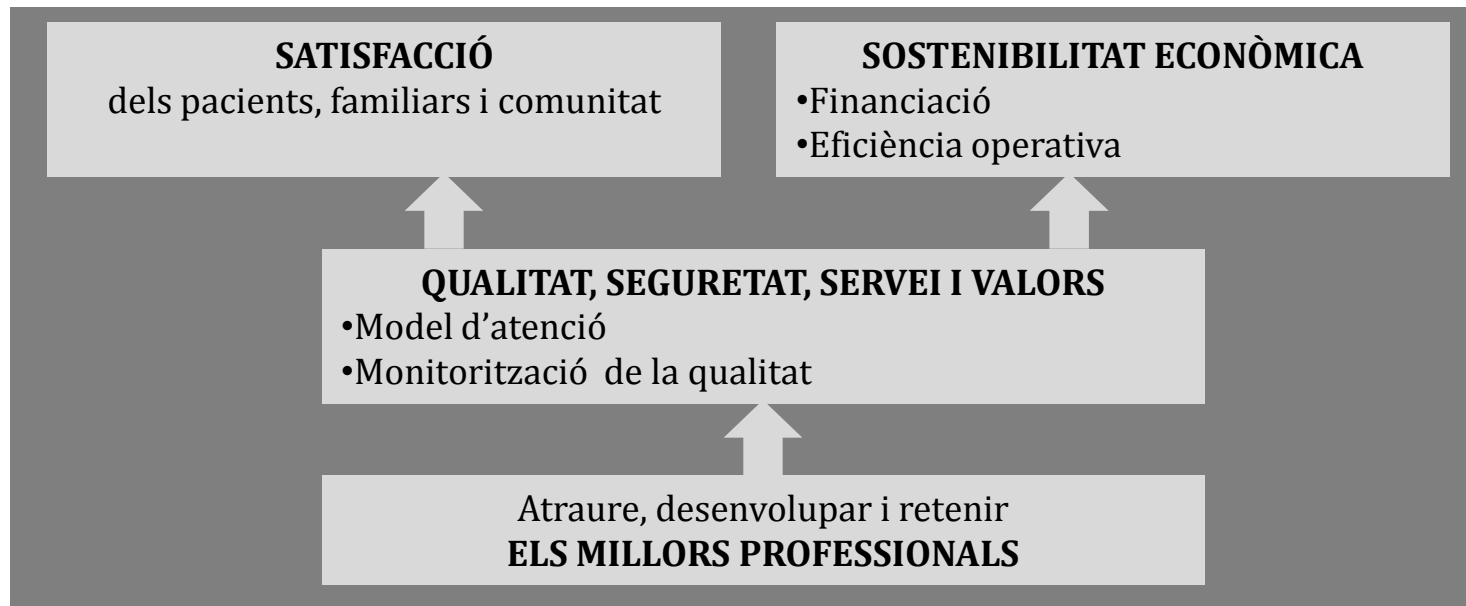 SATISFACCIÓ
dels pacients, familiars i comunitat
SOSTENIBILITAT ECONÒMICA
•Financiació
•Eficiència operativa
QUALITAT, SEGURETAT, SERVEI I VALORS
•Model d’atenció
•Monitorització  de la qualitat
Atraure, desenvolupar i retenir
ELS MILLORS PROFESSIONALS